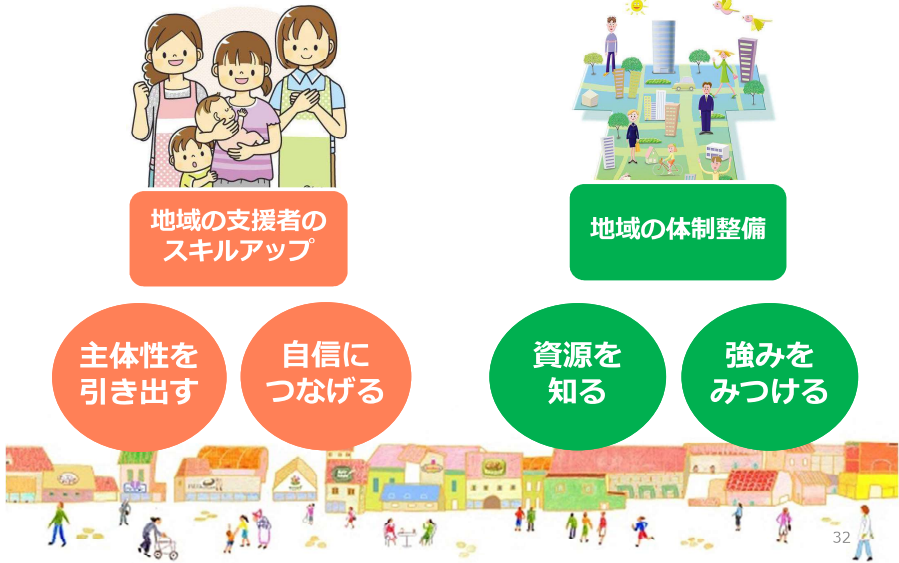 地域の支援者の
スキルアップ
地域の体制整備
主体性を
引き出す
自信に
つなげる
資源を
知る
強みを
みつける
32